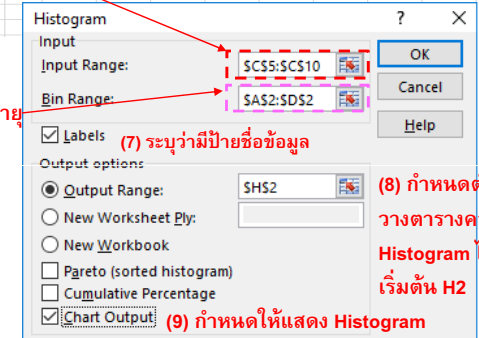 Histogram ? ×
Input
Input Range: $C$5:$C$10 OK
Bin Range: $A$2:$D$2 Cancel
Labels Help
(7) ระบุว่ามีป้ายชื่อข้อมูล
Output options
Output Range: $H$2
New Worksheet Ply:
New Workbook
Pareto (sorted histogram)
Cumulative Percentage
Chart Output
(8) กำหนด
วางตาราง
Histogram
เริ่มต้น H2
(9) กำหนดให้แสดง Histogram